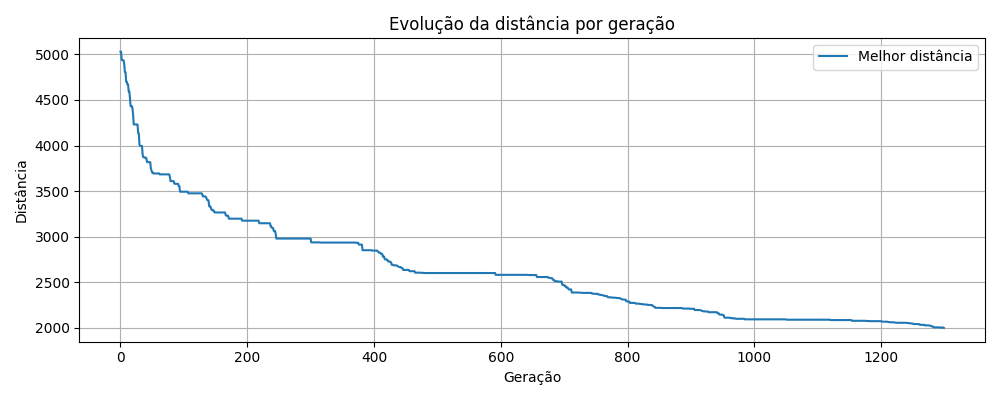 Evolução da distância por geração
Melhor distância
Distância
5000
4500
4000
3500
3000
2500
2000
0 200 400 600 800 1000 1200
Geração